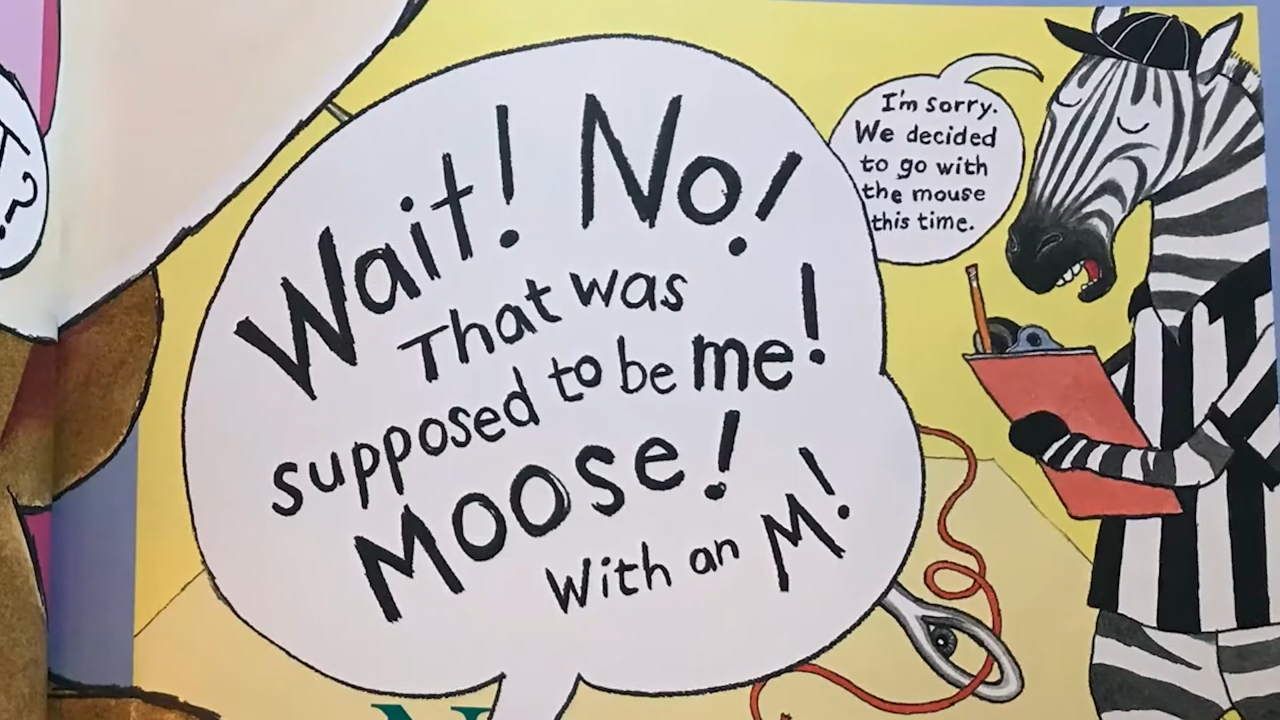 Wait! No!
That was
supposed to be me!
Moose!
With an M!
I'm sorry.
We decided
to go with
the mouse
this time.